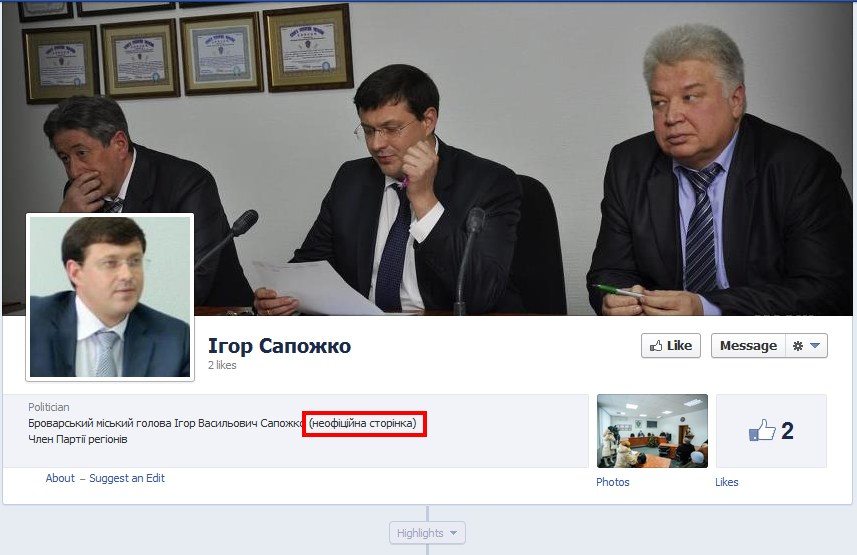 Ігор Сапожко
2 likes
Like
Message
Politician
Броварський міський голова Ігор Васильович Сапожко (неофіційна сторінка)
Член Партії регіонів
About – Suggest an Edit
2
Photos
Likes
Highlights